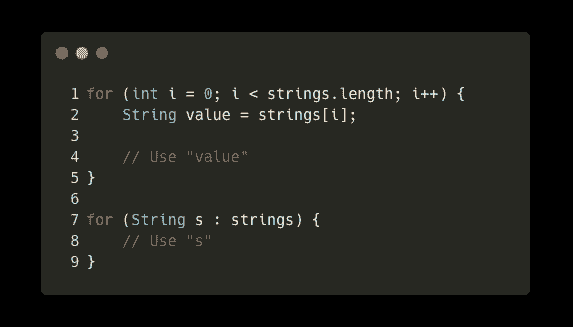 1 for (int i = 0; i < strings.length; i++) {
2     String value = strings[i];
3
4     // Use "value"
5 }
6
7 for (String s : strings) {
8     // Use "s"
9 }